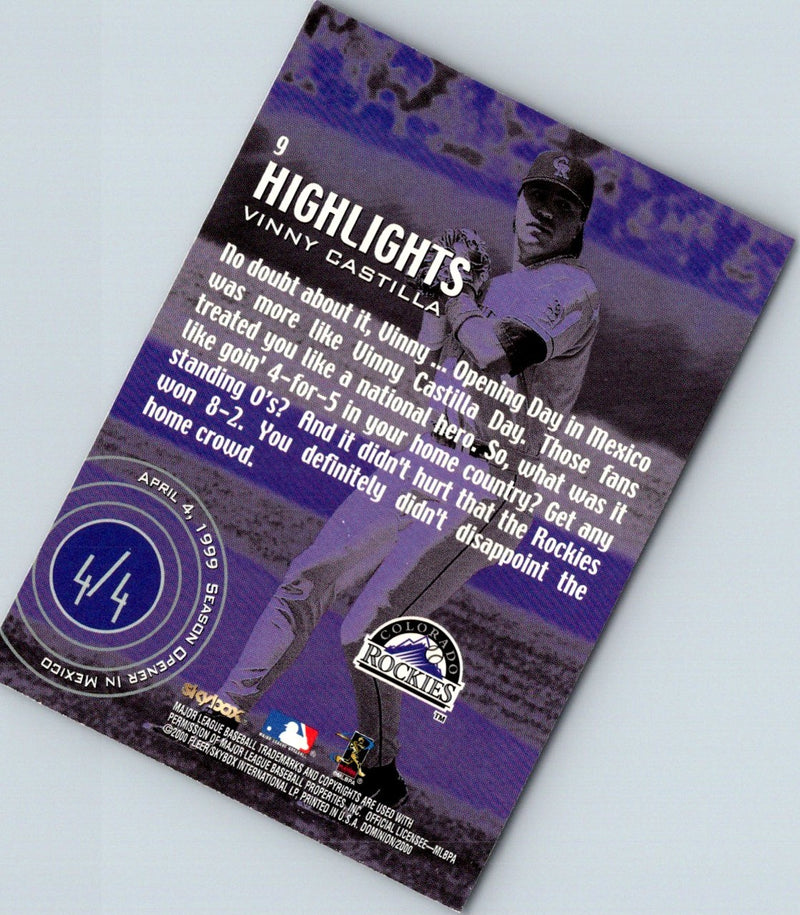 9
HIGHLIGHTS
VINNY CASTILLA
No doubt about it, Vinny ... Opening Day in Mexico
was more like Vinny Castilla Day. Those fans
treated you like a national hero. So, what was it
like goin' 4-for-5 in your home country? Get any
standing O's? And it didn't hurt that the Rockies
won 8-2. You definitely didn't disappoint the
home crowd.
APRIL 4, 1999 SEASON OPENER IN MEXICO
4/4
CR
COLORADO
ROCKIES
TM
skybox
MAJOR LEAGUE BASEBALL
MLBPA
MAJOR LEAGUE BASEBALL TRADEMARKS AND COPYRIGHTS ARE USED WITH
PERMISSION OF MAJOR LEAGUE BASEBALL PROPERTIES, INC. OFFICIAL LICENSEE—MLBPA
©2000 FLEER/SKYBOX INTERNATIONAL LP. PRINTED IN U.S.A. DOMINION/2000